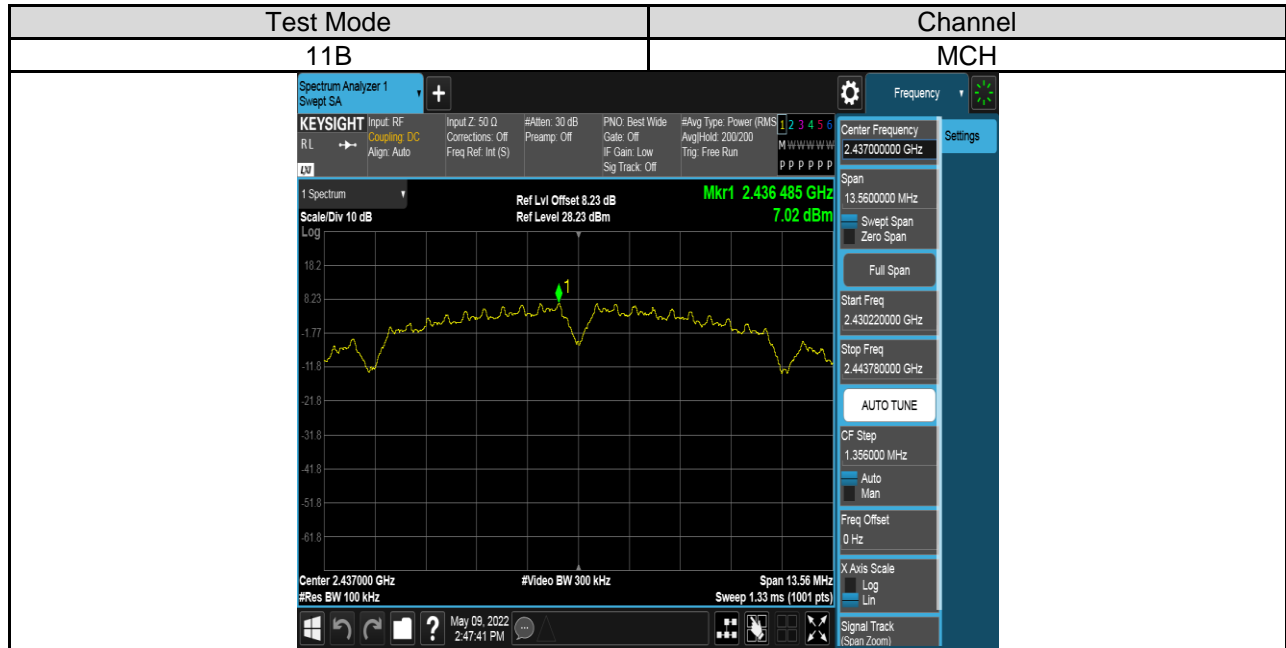 Test Mode Channel
11B MCH
Spectrum Analyzer 1
Swept SA
+
Frequency
KEYSIGHT
RL
LXI
Input: RF
Coupling: DC
Align: Auto
Input Z: 50 Ω
Corrections: Off
Freq Ref: Int (S)
#Atten: 30 dB
Preamp: Off
PNO: Best Wide
Gate: Off
IF Gain: Low
Sig Track: Off
#Avg Type: Power (RMS
Avg|Hold: 200/200
Trig: Free Run
1 2 3 4 5 6
M W W W W W
P P P P P P
1 Spectrum
Scale/Div 10 dB
Log
Ref Lvl Offset 8.23 dB
Ref Level 28.23 dBm
Mkr1 2.436 485 GHz
7.02 dBm
18.2
8.23
-1.77
-11.8
-21.8
-31.8
-41.8
-51.8
-61.8
1
Center 2.437000 GHz
#Res BW 100 kHz
#Video BW 300 kHz
Span 13.56 MHz
Sweep 1.33 ms (1001 pts)
?
May 09, 2022
2:47:41 PM
Center Frequency
2.437000000 GHz
Settings
Span
13.5600000 MHz
Swept Span
Zero Span
Full Span
Start Freq
2.430220000 GHz
Stop Freq
2.443780000 GHz
AUTO TUNE
CF Step
1.356000 MHz
Auto
Man
Freq Offset
0 Hz
X Axis Scale
Log
Lin
Signal Track
(Span Zoom)